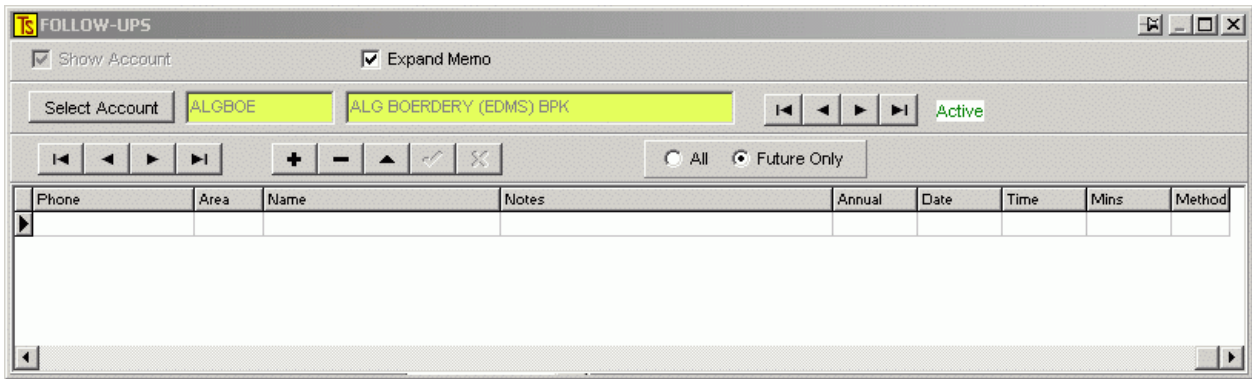 Ts FOLLOW-UPS
Show Account Expand Memo
Select Account ALGBOE ALG BOERDERY (EDMS) BPK Active
All Future Only
Phone Area Name Notes Annual Date Time Mins Method